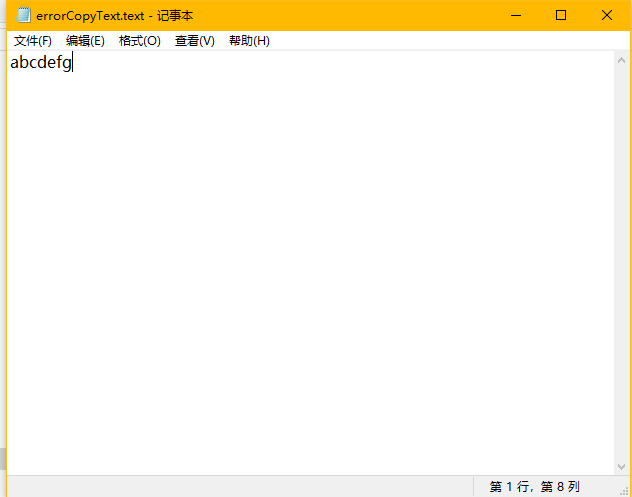 errorCopyText.text - 记事本
文件(F) 编辑(E) 格式(O) 查看(V) 帮助(H)
abcdefg
第 1 行，第 8 列